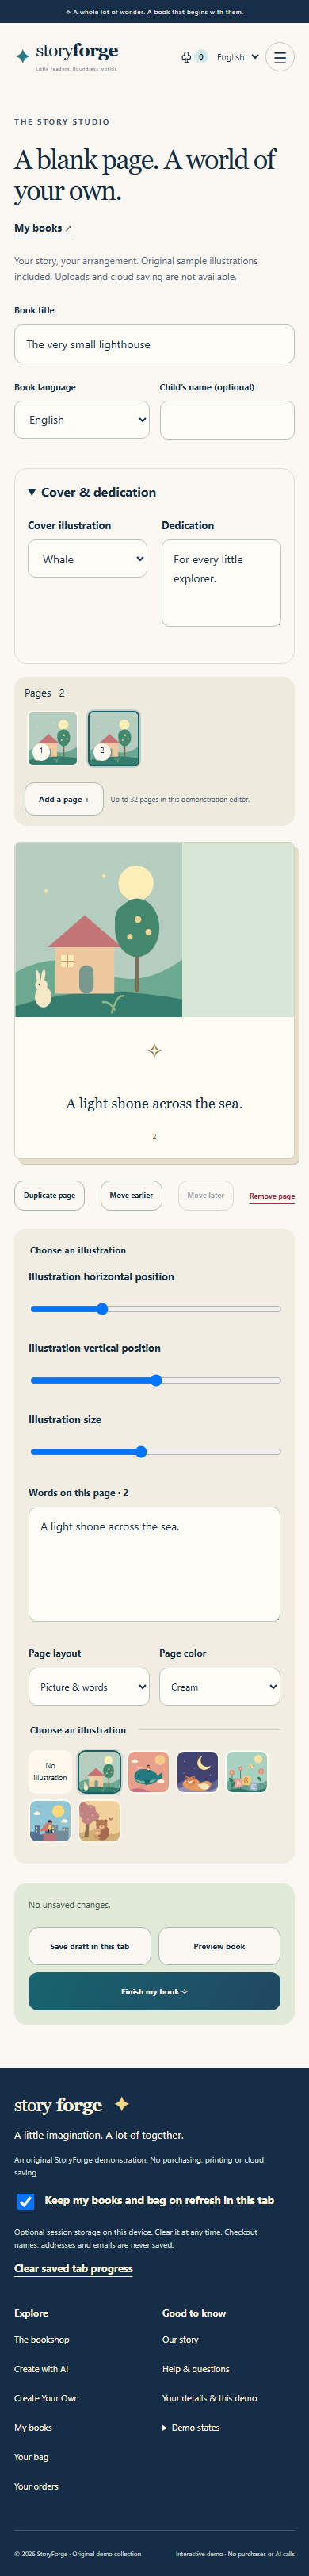 ✦ A whole lot of wonder. A book that begins with them.
storyforge
Little readers. Boundless worlds.
0
English
THE STORY STUDIO
A blank page. A world of
your own.
My books ↗
Your story, your arrangement. Original sample illustrations
included. Uploads and cloud saving are not available.
Book title
The very small lighthouse
Book language
Child's name (optional)
English
▼ Cover & dedication
Cover illustration
Dedication
Whale
For every little
explorer.
Pages 2
1
2
Add a page +
Up to 32 pages in this demonstration editor.
A light shone across the sea.
2
Duplicate page
Move earlier
Move later
Remove page
Choose an illustration
Illustration horizontal position
Illustration vertical position
Illustration size
Words on this page · 2
A light shone across the sea.
Page layout
Page color
Picture & words
Cream
Choose an illustration
No
illustration
No unsaved changes.
Save draft in this tab
Preview book
Finish my book ✧
story forge
A little imagination. A lot of together.
An original StoryForge demonstration. No purchasing, printing or cloud
saving.
Keep my books and bag on refresh in this tab
Optional session storage on this device. Clear it at any time. Checkout
names, addresses and emails are never saved.
Clear saved tab progress
Explore
Good to know
The bookshop
Our story
Create with AI
Help & questions
Create Your Own
Your details & this demo
My books
▶ Demo states
Your bag
Your orders
© 2026 StoryForge · Original demo collection
Interactive demo · No purchases or AI calls